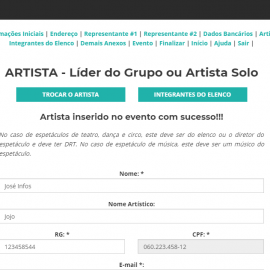 mações Iniciais | Endereço | Representante #1 | Representante #2 | Dados Bancários | Arti
Integrantes do Elenco | Demais Anexos | Evento | Finalizar | Início | Ajuda | Sair |
ARTISTA - Líder do Grupo ou Artista Solo
TROCAR O ARTISTA
INTEGRANTES DO ELENCO
Artista inserido no evento com sucesso!!!
No caso de espetáculos de teatro, dança e circo, este deve ser do elenco ou o diretor do
espetáculo e deve ter DRT. No caso de espetáculo de música, este deve ser um músico do
espetáculo.
Nome: *
José Infos
Nome Artístico:
Jojo
RG: * CPF: *
123458544 060.223.458-12
E-mail *: